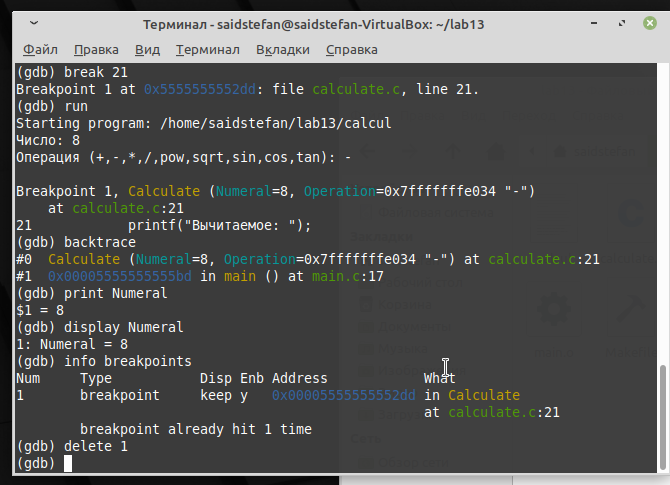 Терминал - saidstefan@saidstefan-VirtualBox: ~/lab13
Файл Правка Вид Терминал Вкладки Справка
(gdb) break 21
Breakpoint 1 at 0x5555555552dd: file calculate.c, line 21.
(gdb) run
Starting program: /home/saidstefan/lab13/calcul
Число: 8
Операция (+,-,*,/,pow,sqrt,sin,cos,tan): -
Breakpoint 1, Calculate (Numeral=8, Operation=0x7fffffffe034 "-")
at calculate.c:21
21 printf("Вычитаемое: ");
(gdb) backtrace
#0 Calculate (Numeral=8, Operation=0x7fffffffe034 "-") at calculate.c:21
#1 0x00005555555555bd in main () at main.c:17
(gdb) print Numeral
$1 = 8
(gdb) display Numeral
1: Numeral = 8
(gdb) info breakpoints
Num Type Disp Enb Address What
1 breakpoint keep y 0x00005555555552dd in Calculate
at calculate.c:21
breakpoint already hit 1 time
(gdb) delete 1
(gdb)